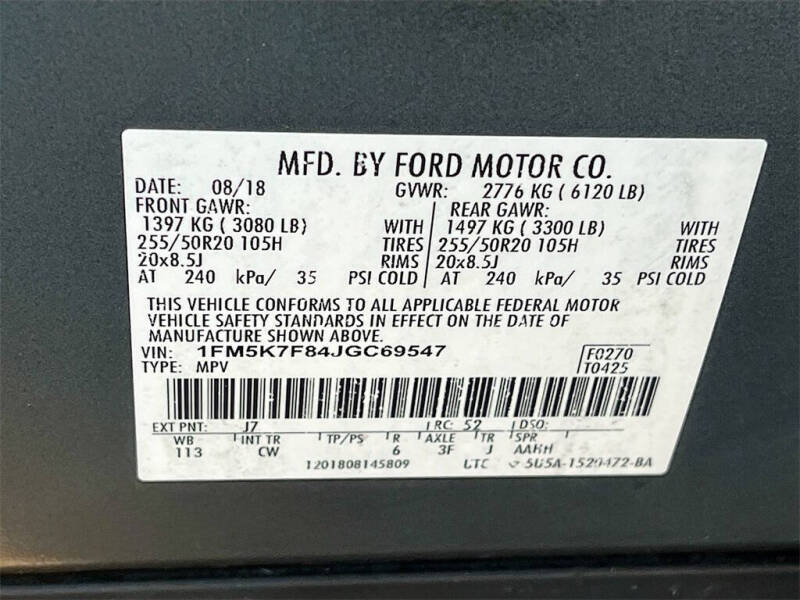 MFD. BY FORD MOTOR CO.
DATE: 08/18 GVWR: 2776 KG ( 6120 LB)
FRONT GAWR: REAR GAWR:
1397 KG ( 3080 LB) WITH 1497 KG ( 3300 LB) WITH
255/50R20 105H TIRES 255/50R20 105H TIRES
20x8.5J RIMS 20x8.5J RIMS
AT 240 kPa/ 35 PSI COLD AT 240 kPa/ 35 PSI COLD
THIS VEHICLE CONFORMS TO ALL APPLICABLE FEDERAL MOTOR
VEHICLE SAFETY STANDARDS IN EFFECT ON THE DATE OF
MANUFACTURE SHOWN ABOVE.
VIN: 1FM5K7F84JGC69547 F0270
TYPE: MPV T0425
EXT PNT: J7 RC: 52 DSO:
WB INT TR TP/PS R AXLE TR SPR
113 CW 6 3F J AAHH
1201808145809 UTC 5U5A-1520472-BA